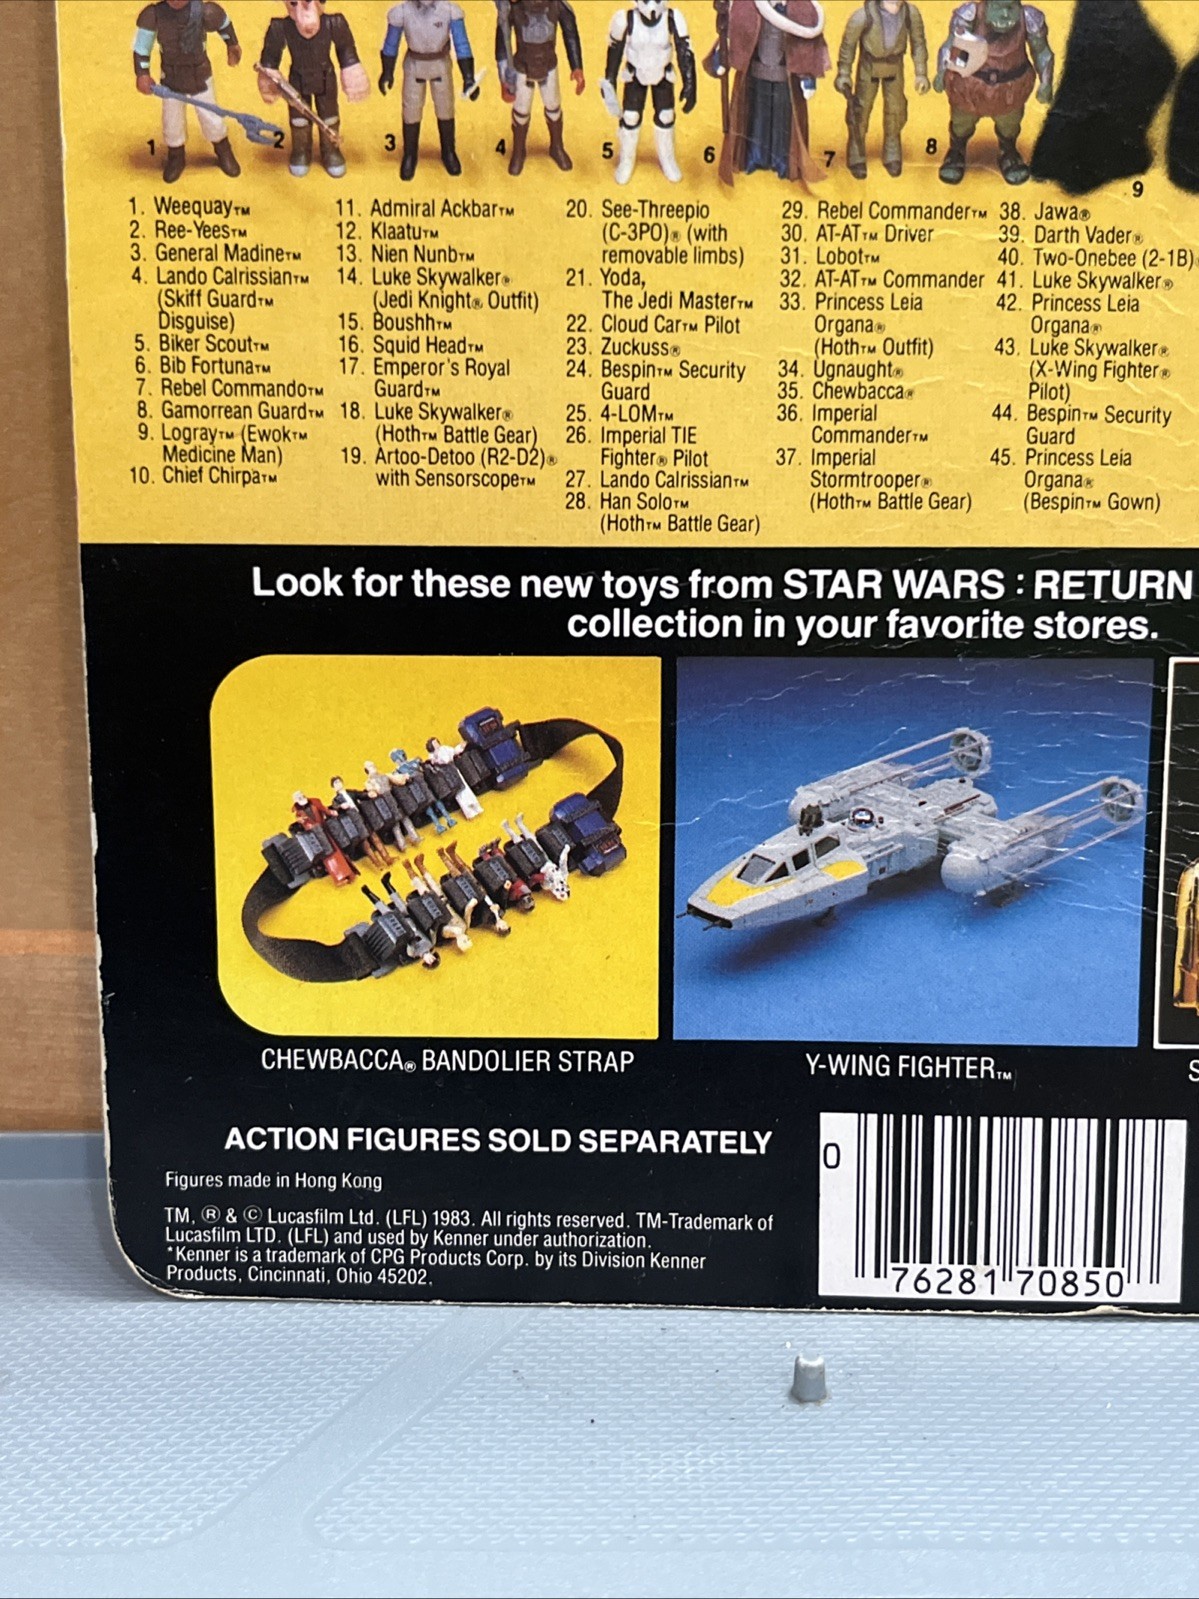 1
2
3
4
5
6
7
8
9
1. Weequay™
2. Ree-Yees™
3. General Madine™
4. Lando Calrissian™
(Skiff Guard™
Disguise)
5. Biker Scout™
6. Bib Fortuna™
7. Rebel Commando™
8. Gamorrean Guard™
9. Logray™ (Ewok™
Medicine Man)
10. Chief Chirpa™
11. Admiral Ackbar™
12. Klaatu™
13. Nien Nunb™
14. Luke Skywalker®
(Jedi Knight® Outfit)
15. Boushh™
16. Squid Head™
17. Emperor's Royal
Guard™
18. Luke Skywalker®
(Hoth™ Battle Gear)
19. Artoo-Detoo (R2-D2)®
with Sensorscope™
20. See-Threepio
(C-3PO)® (with
removable limbs)
21. Yoda,
The Jedi Master™
22. Cloud Car™ Pilot
23. Zuckuss®
24. Bespin™ Security
Guard
25. 4-LOM™
26. Imperial TIE
Fighter® Pilot
27. Lando Calrissian™
28. Han Solo™
(Hoth™ Battle Gear)
29. Rebel Commander™
30. AT-AT™ Driver
31. Lobot™
32. AT-AT™ Commander
33. Princess Leia
Organa®
(Hoth™ Outfit)
34. Ugnaught®
35. Chewbacca®
36. Imperial
Commander™
37. Imperial
Stormtrooper®
(Hoth™ Battle Gear)
38. Jawa®
39. Darth Vader®
40. Two-Onebee (2-1B)
41. Luke Skywalker®
42. Princess Leia
Organa®
43. Luke Skywalker®
(X-Wing Fighter®
Pilot)
44. Bespin™ Security
Guard
45. Princess Leia
Organa®
(Bespin™ Gown)
Look for these new toys from STAR WARS : RETURN
collection in your favorite stores.
CHEWBACCA® BANDOLIER STRAP
Y-WING FIGHTER™
S
ACTION FIGURES SOLD SEPARATELY
Figures made in Hong Kong
TM, ® & © Lucasfilm Ltd. (LFL) 1983. All rights reserved. TM-Trademark of
Lucasfilm LTD. (LFL) and used by Kenner under authorization.
*Kenner is a trademark of CPG Products Corp. by its Division Kenner
Products, Cincinnati, Ohio 45202.
0
76281 70850